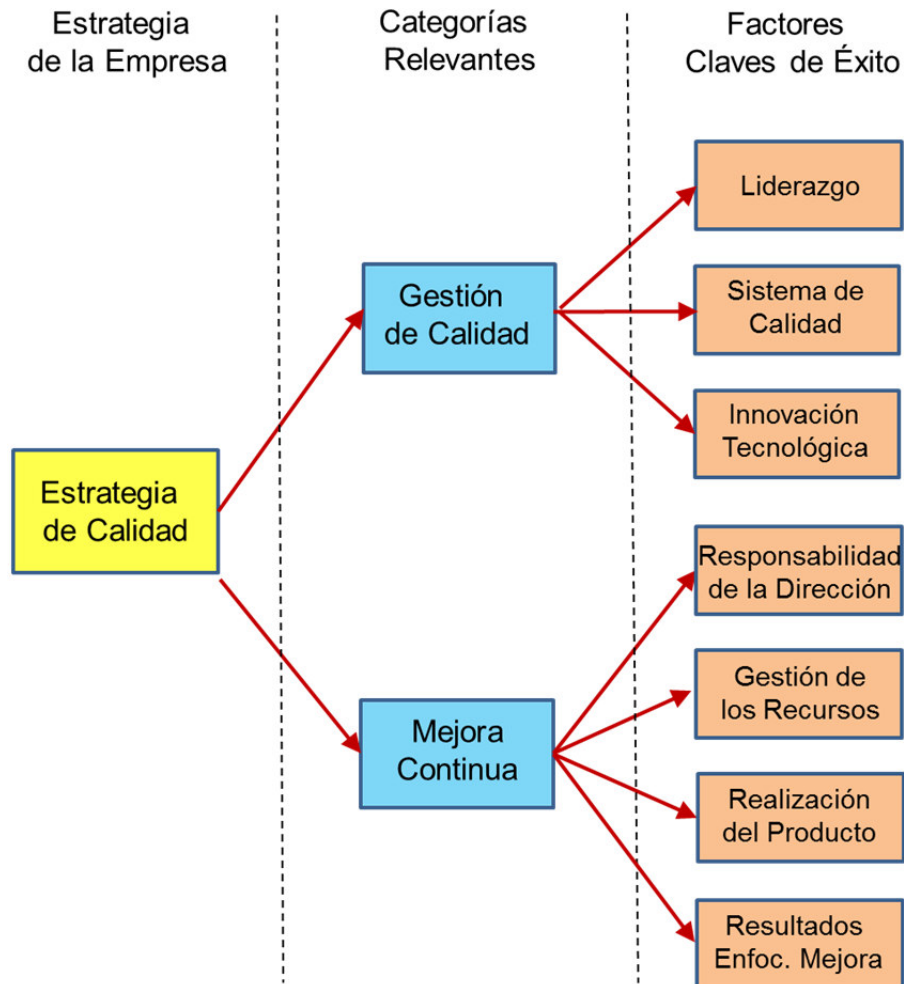 Estrategia
de la Empresa
Categorías
Relevantes
Factores
Claves de Éxito
Estrategia
de Calidad
Gestión
de Calidad
Mejora
Continua
Liderazgo
Sistema de
Calidad
Innovación
Tecnológica
Responsabilidad
de la Dirección
Gestión de
los Recursos
Realización
del Producto
Resultados
Enfoc. Mejora